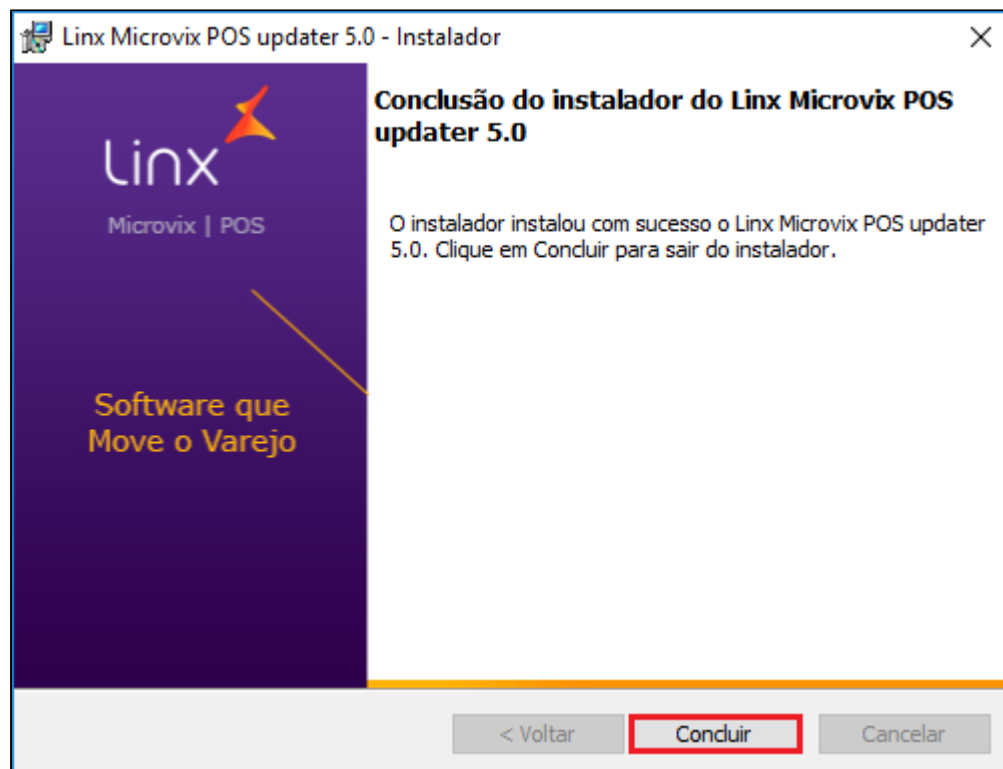 Linx Microvix POS updater 5.0 - Instalador
Linx
Microvix | POS
Software que
Move o Varejo
Conclusão do instalador do Linx Microvix POS
updater 5.0
O instalador instalou com sucesso o Linx Microvix POS updater
5.0. Clique em Concluir para sair do instalador.
< Voltar
Concluir
Cancelar